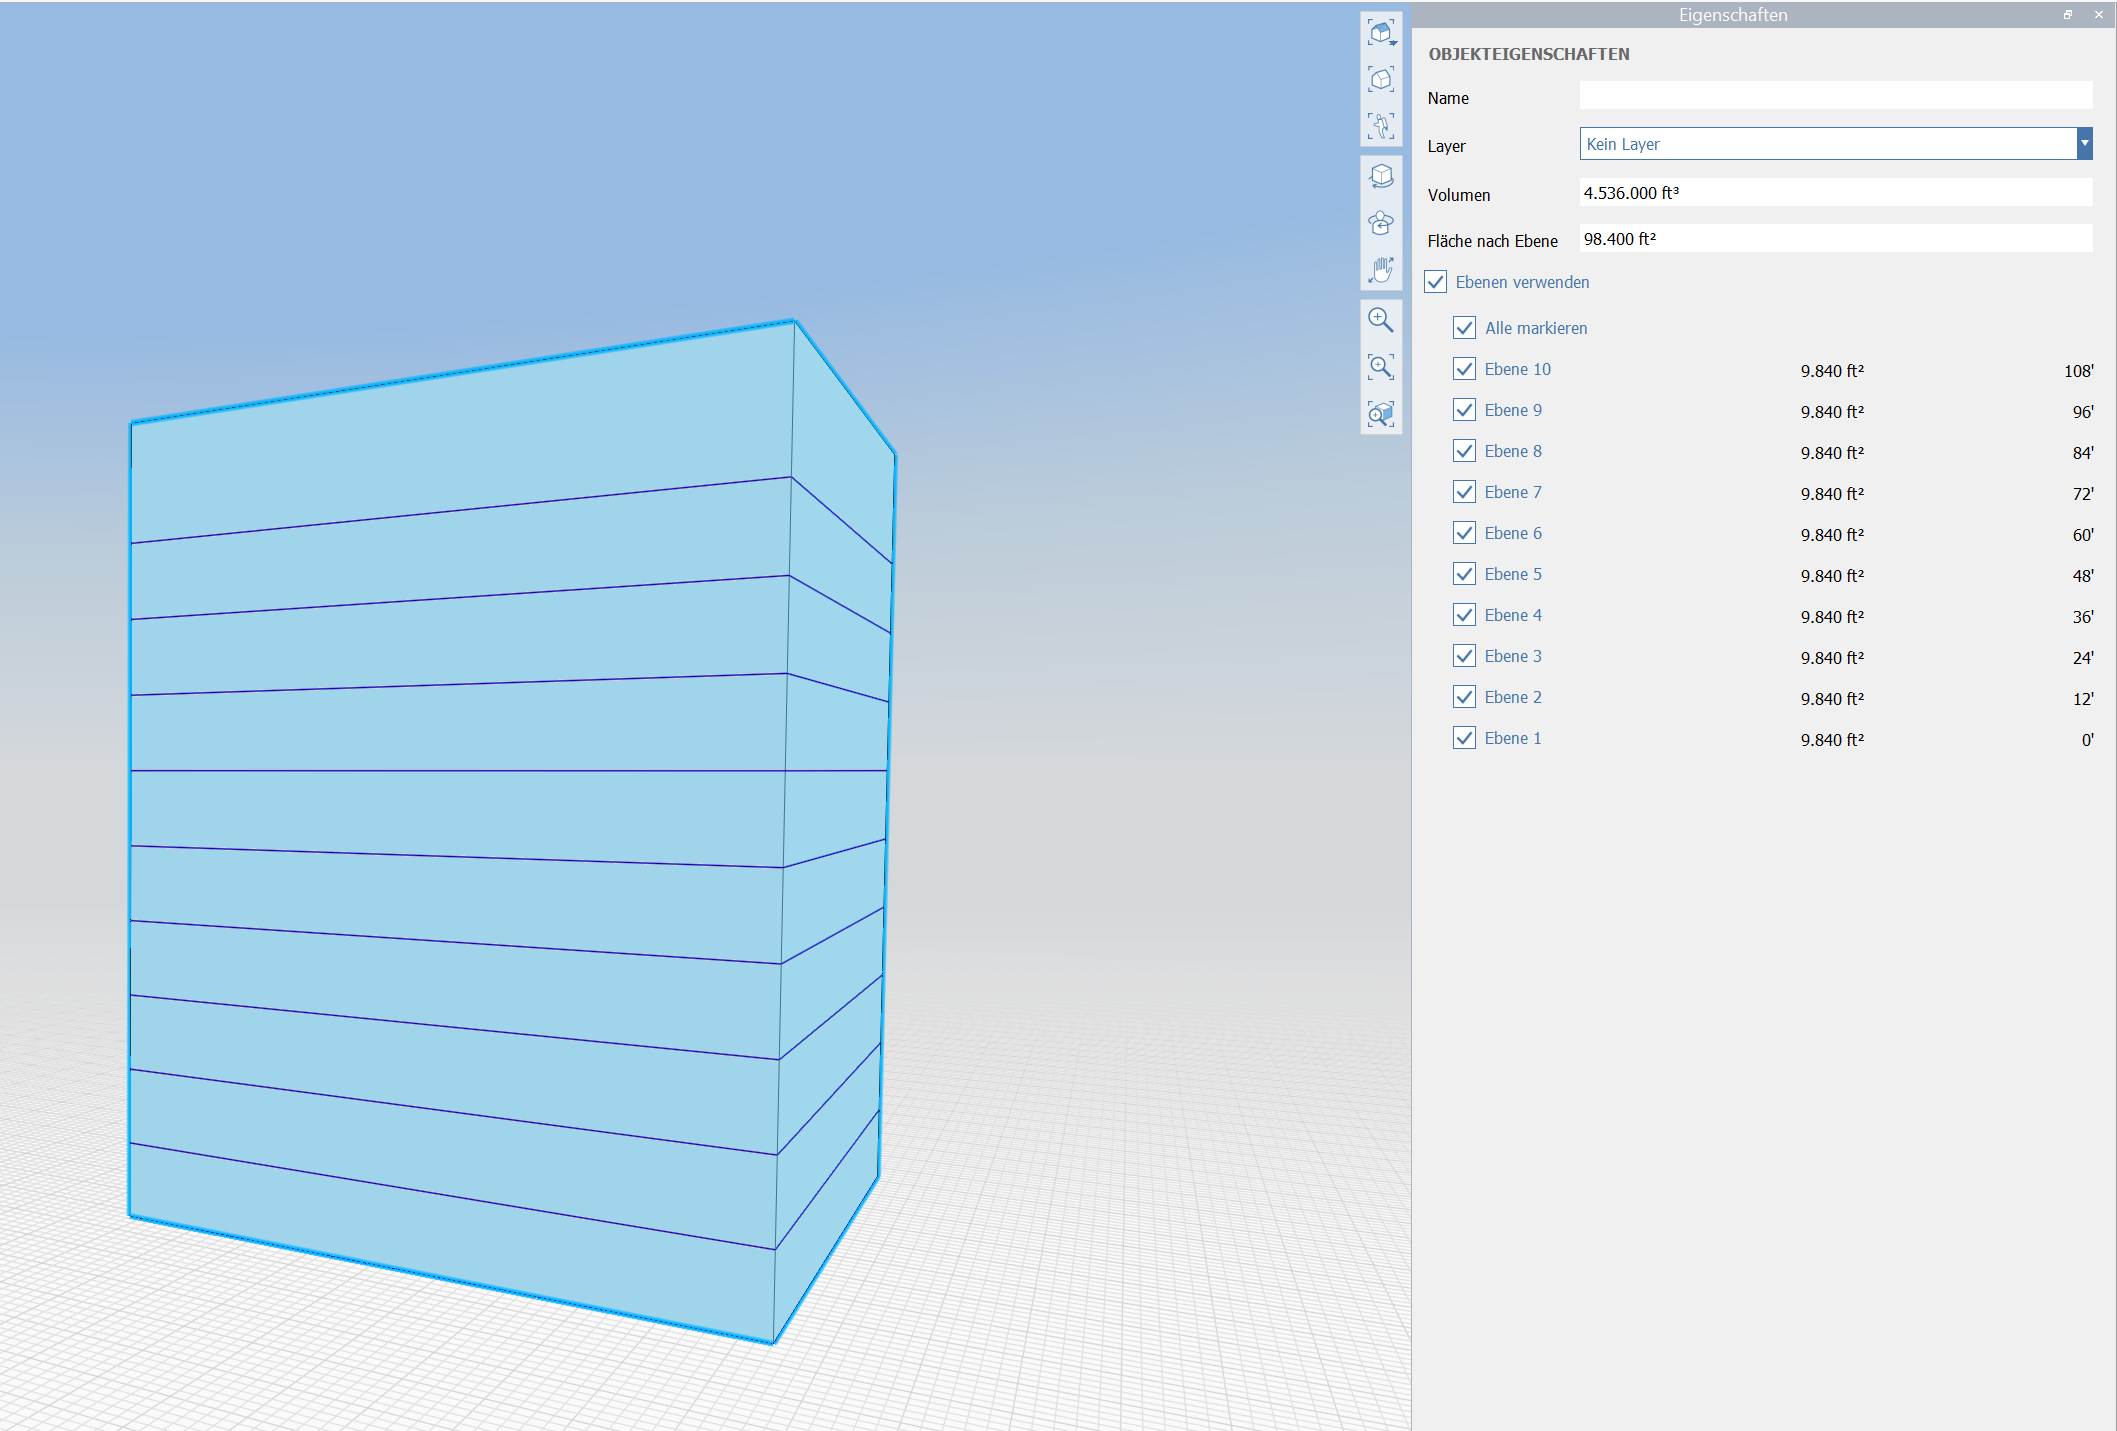 Eigenschaften
OBJEKTEIGENSCHAFTEN
Name
Layer Kein Layer
Volumen 4.536.000 ft³
Fläche nach Ebene 98.400 ft²
Ebenen verwenden
Alle markieren
Ebene 10 9.840 ft² 108'
Ebene 9 9.840 ft² 96'
Ebene 8 9.840 ft² 84'
Ebene 7 9.840 ft² 72'
Ebene 6 9.840 ft² 60'
Ebene 5 9.840 ft² 48'
Ebene 4 9.840 ft² 36'
Ebene 3 9.840 ft² 24'
Ebene 2 9.840 ft² 12'
Ebene 1 9.840 ft² 0'